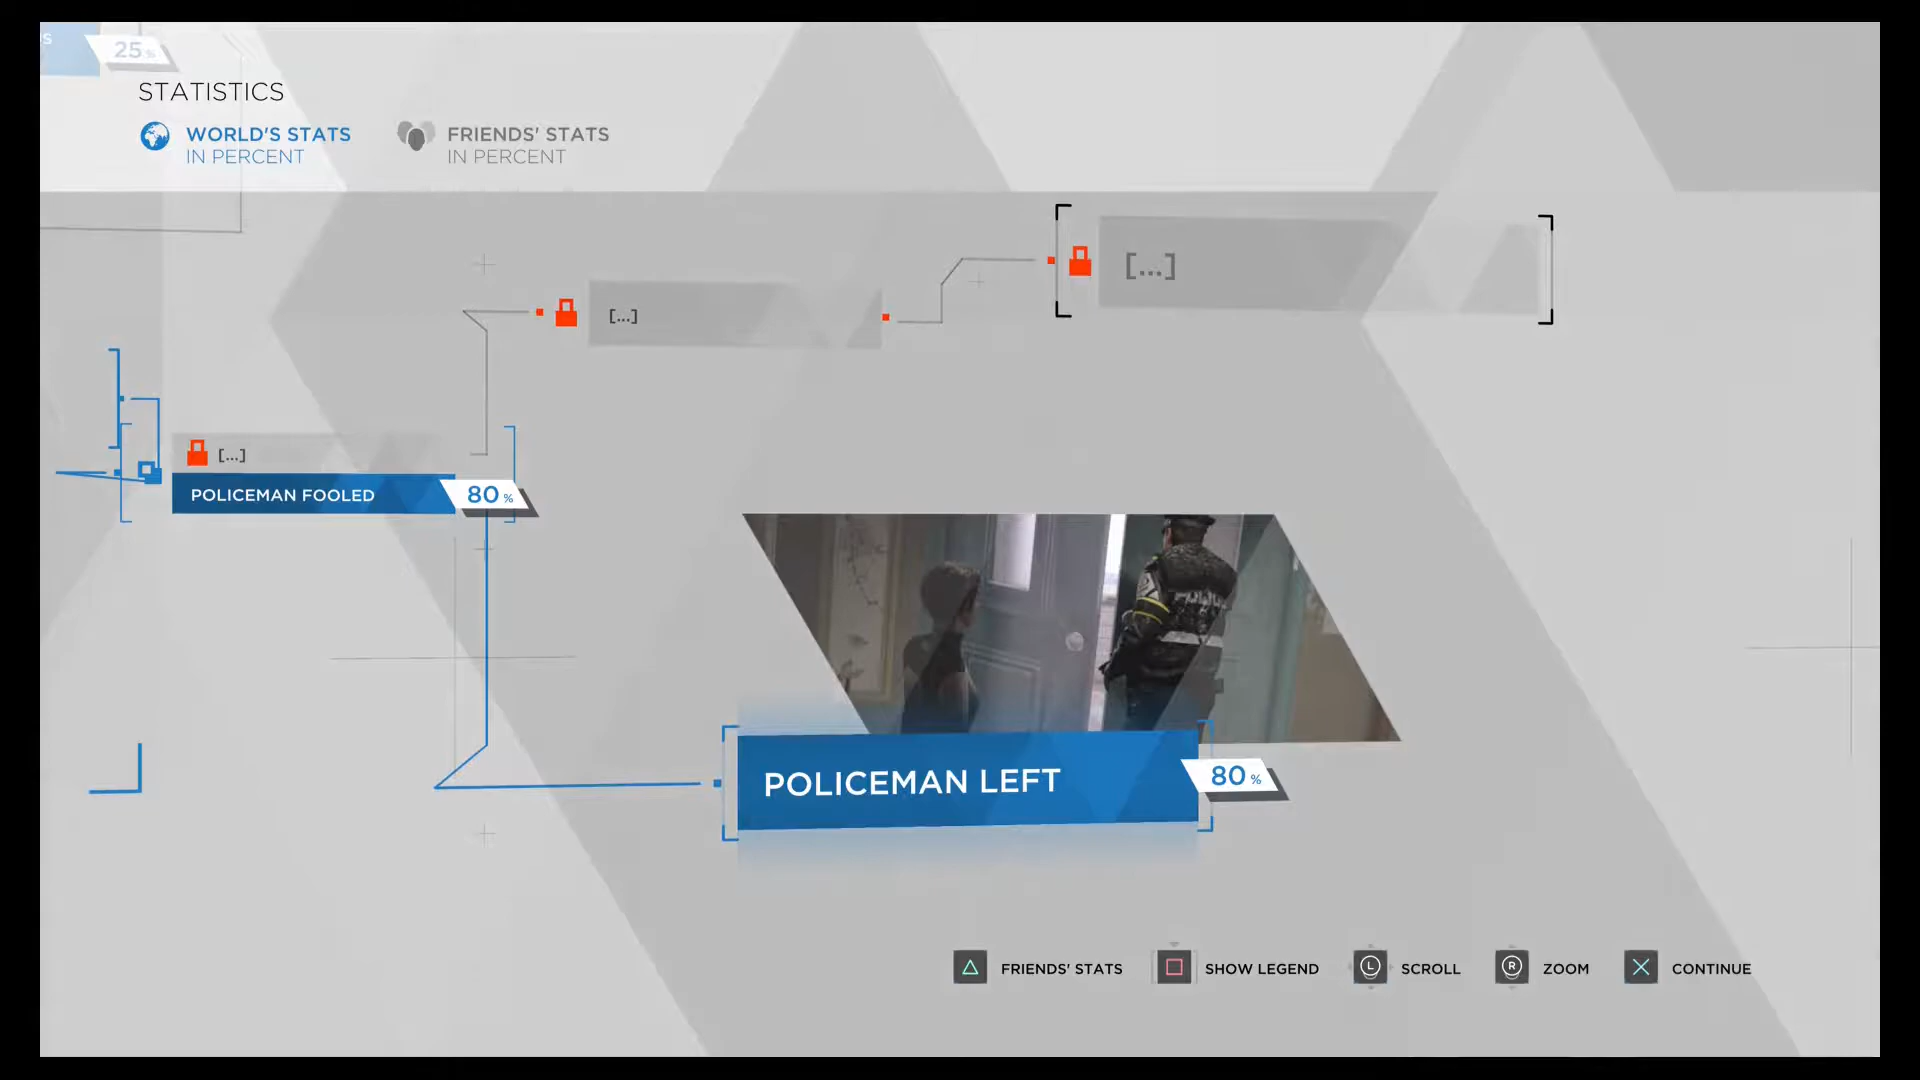 S
25 %
STATISTICS
WORLD'S STATS
IN PERCENT
FRIENDS' STATS
IN PERCENT
[...]
[...]
[...]
POLICEMAN FOOLED
80 %
POLICE
POLICEMAN LEFT
80 %
FRIENDS' STATS
SHOW LEGEND
L
SCROLL
R
ZOOM
CONTINUE